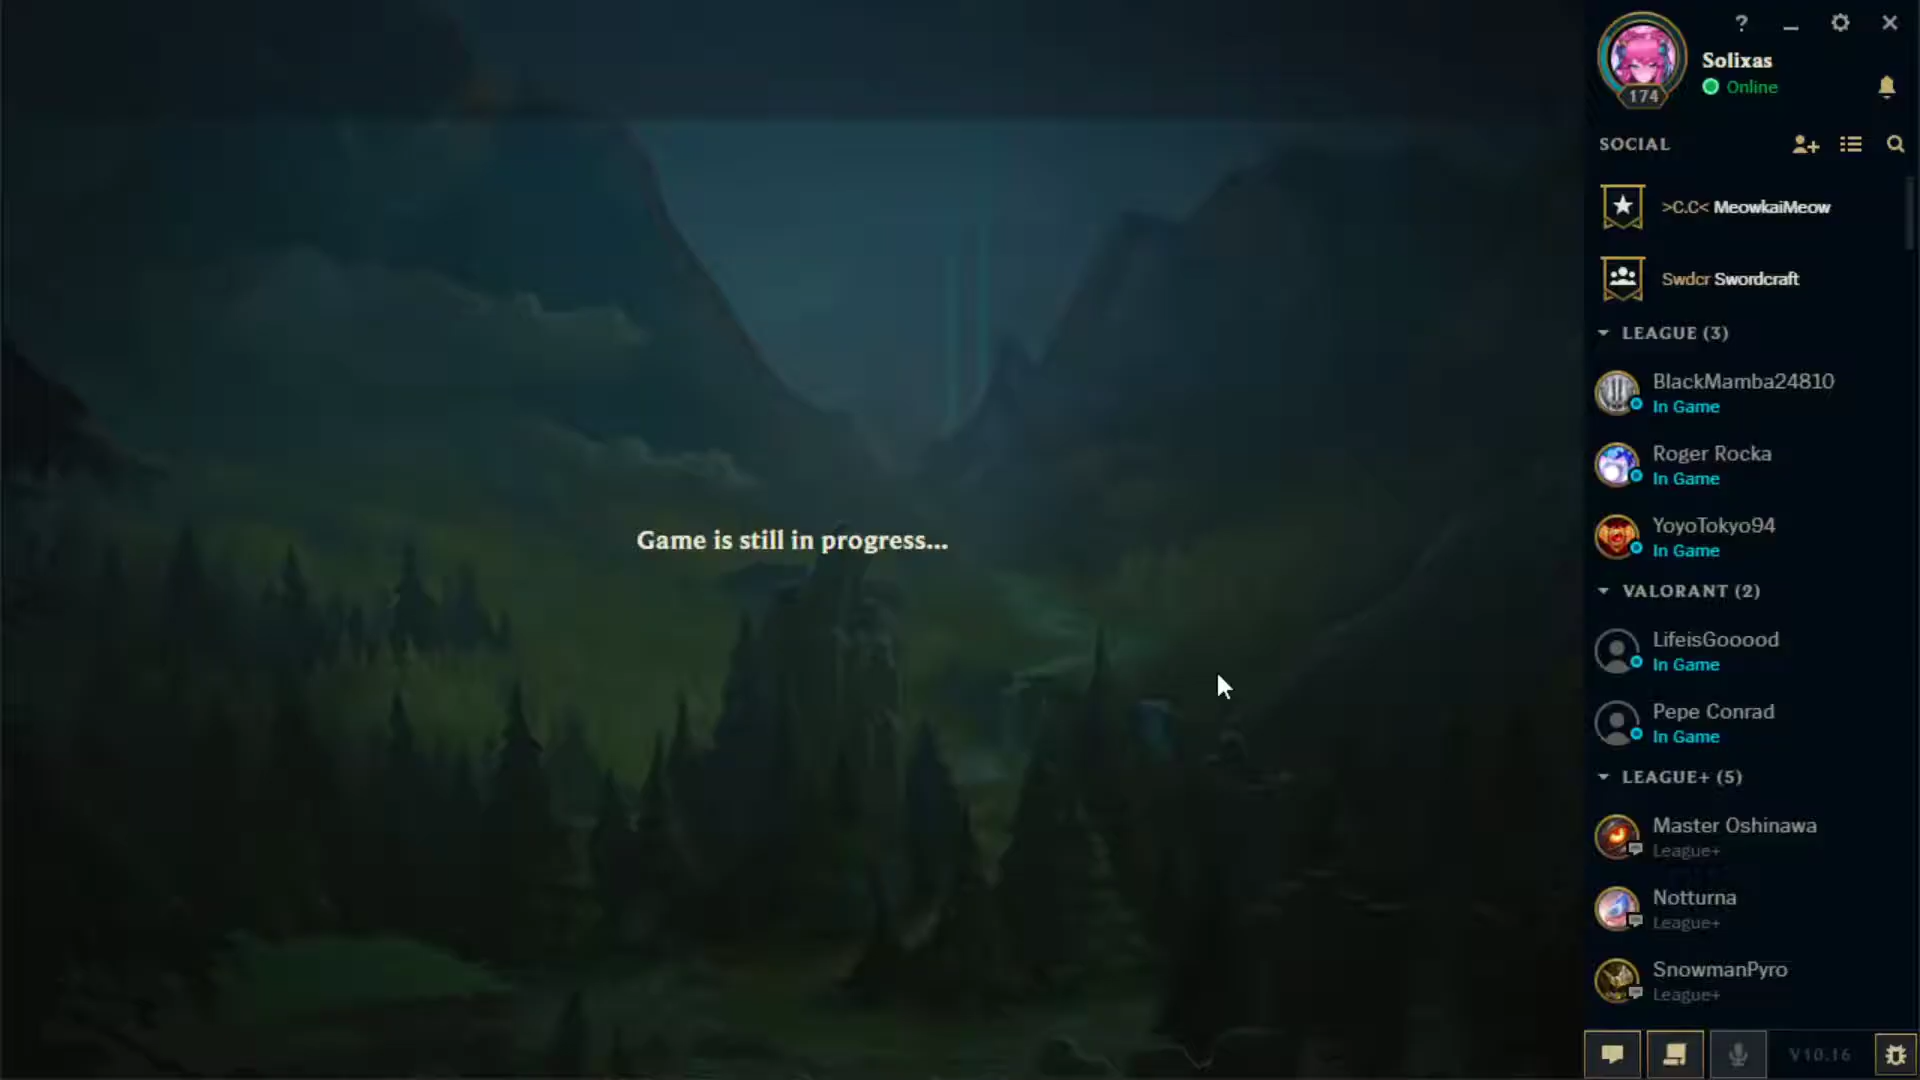 ?
Solixas
174
Online
SOCIAL
>C.C< MeowkaiMeow
Swdcr Swordcraft
LEAGUE (3)
BlackMamba24810
In Game
Roger Rocka
In Game
YoyoTokyo94
In Game
Game is still in progress...
VALORANT (2)
LifeisGooood
In Game
Pepe Conrad
In Game
LEAGUE+ (5)
Master Oshinawa
League+
Notturna
League+
SnowmanPyro
League+
V10.16